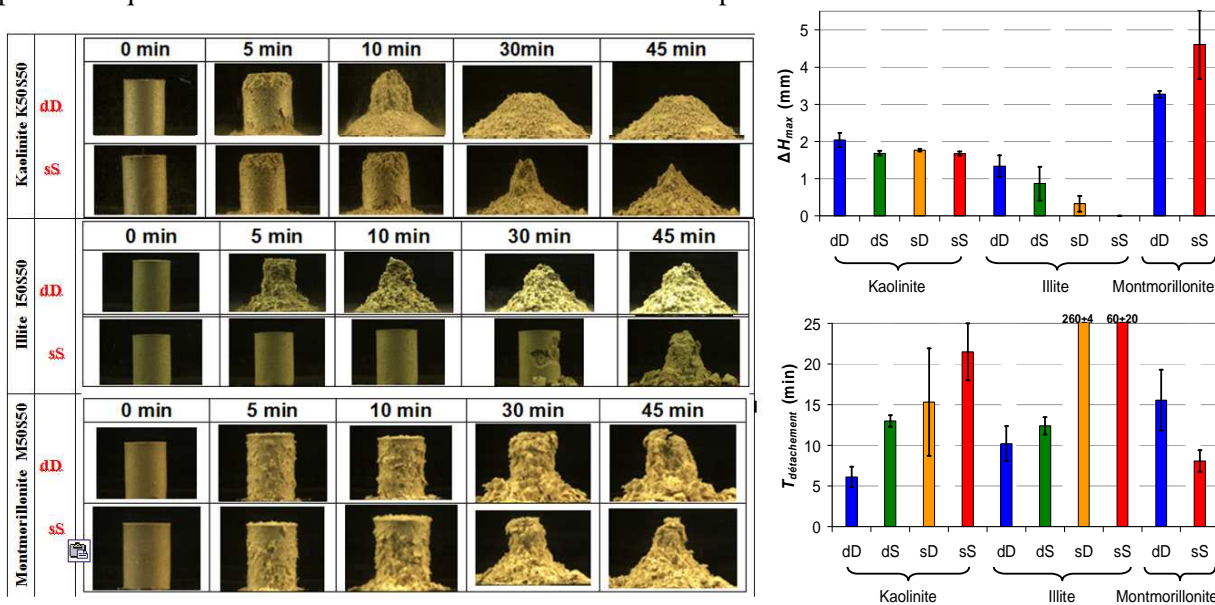 Kaolinite K50S50
0 min 5 min 10 min 30min 45 min
dD
sS
Illite I50S50
0 min 5 min 10 min 30 min 45 min
dD
sS
Montmorillonite M50S50
0 min 5 min 10 min 30 min 45 min
dD
sS
ΔHmax (mm)
5
4
3
2
1
0
dD dS sD sS dD dS sD sS dD sS
Kaolinite Illite Montmorillonite
Tdétachement (min)
260±4 60±20
25
20
15
10
5
0
dD dS sD sS dD dS sD sS dD sS
Kaolinite Illite Montmorillonite